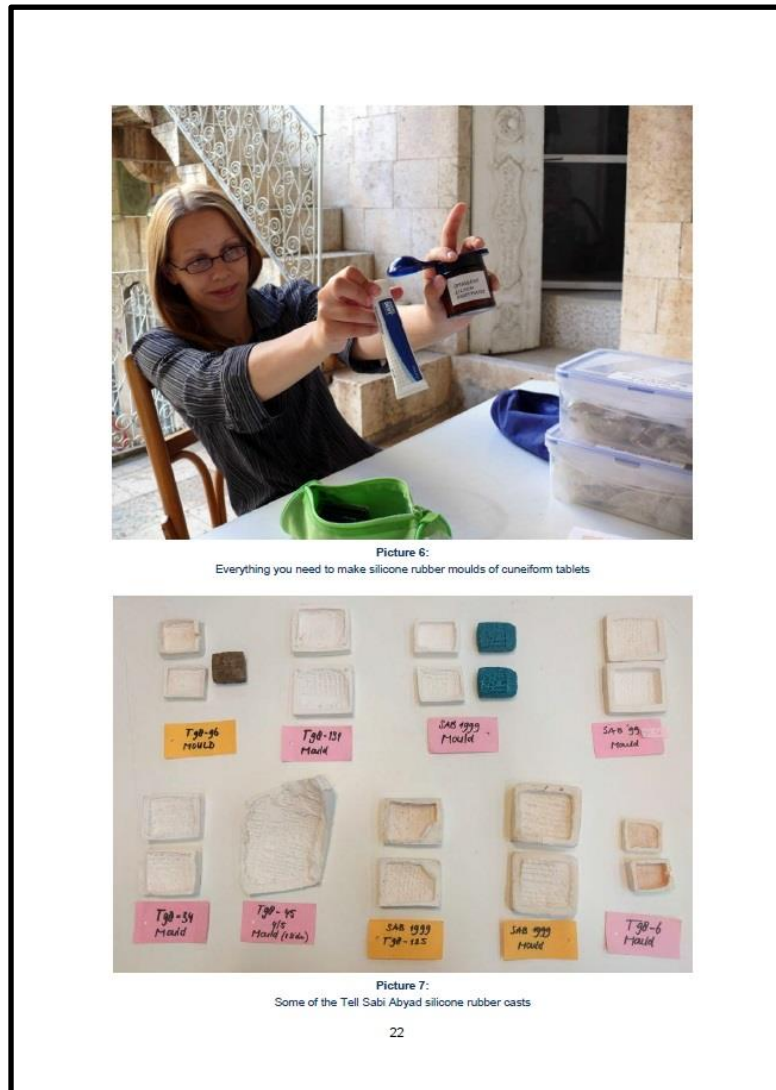 Picture 6:
Everything you need to make silicone rubber moulds of cuneiform tablets
T98-96
MOULD
T98-131
Mould
SAB 1999
Mould
SAB '99
Mould
T98-34
Mould
T98-45
Mould
SAB 1999
T98-125
SAB 1999
Mould
T98-6
Mould
Picture 7:
Some of the Tell Sabi Abyad silicone rubber casts
22